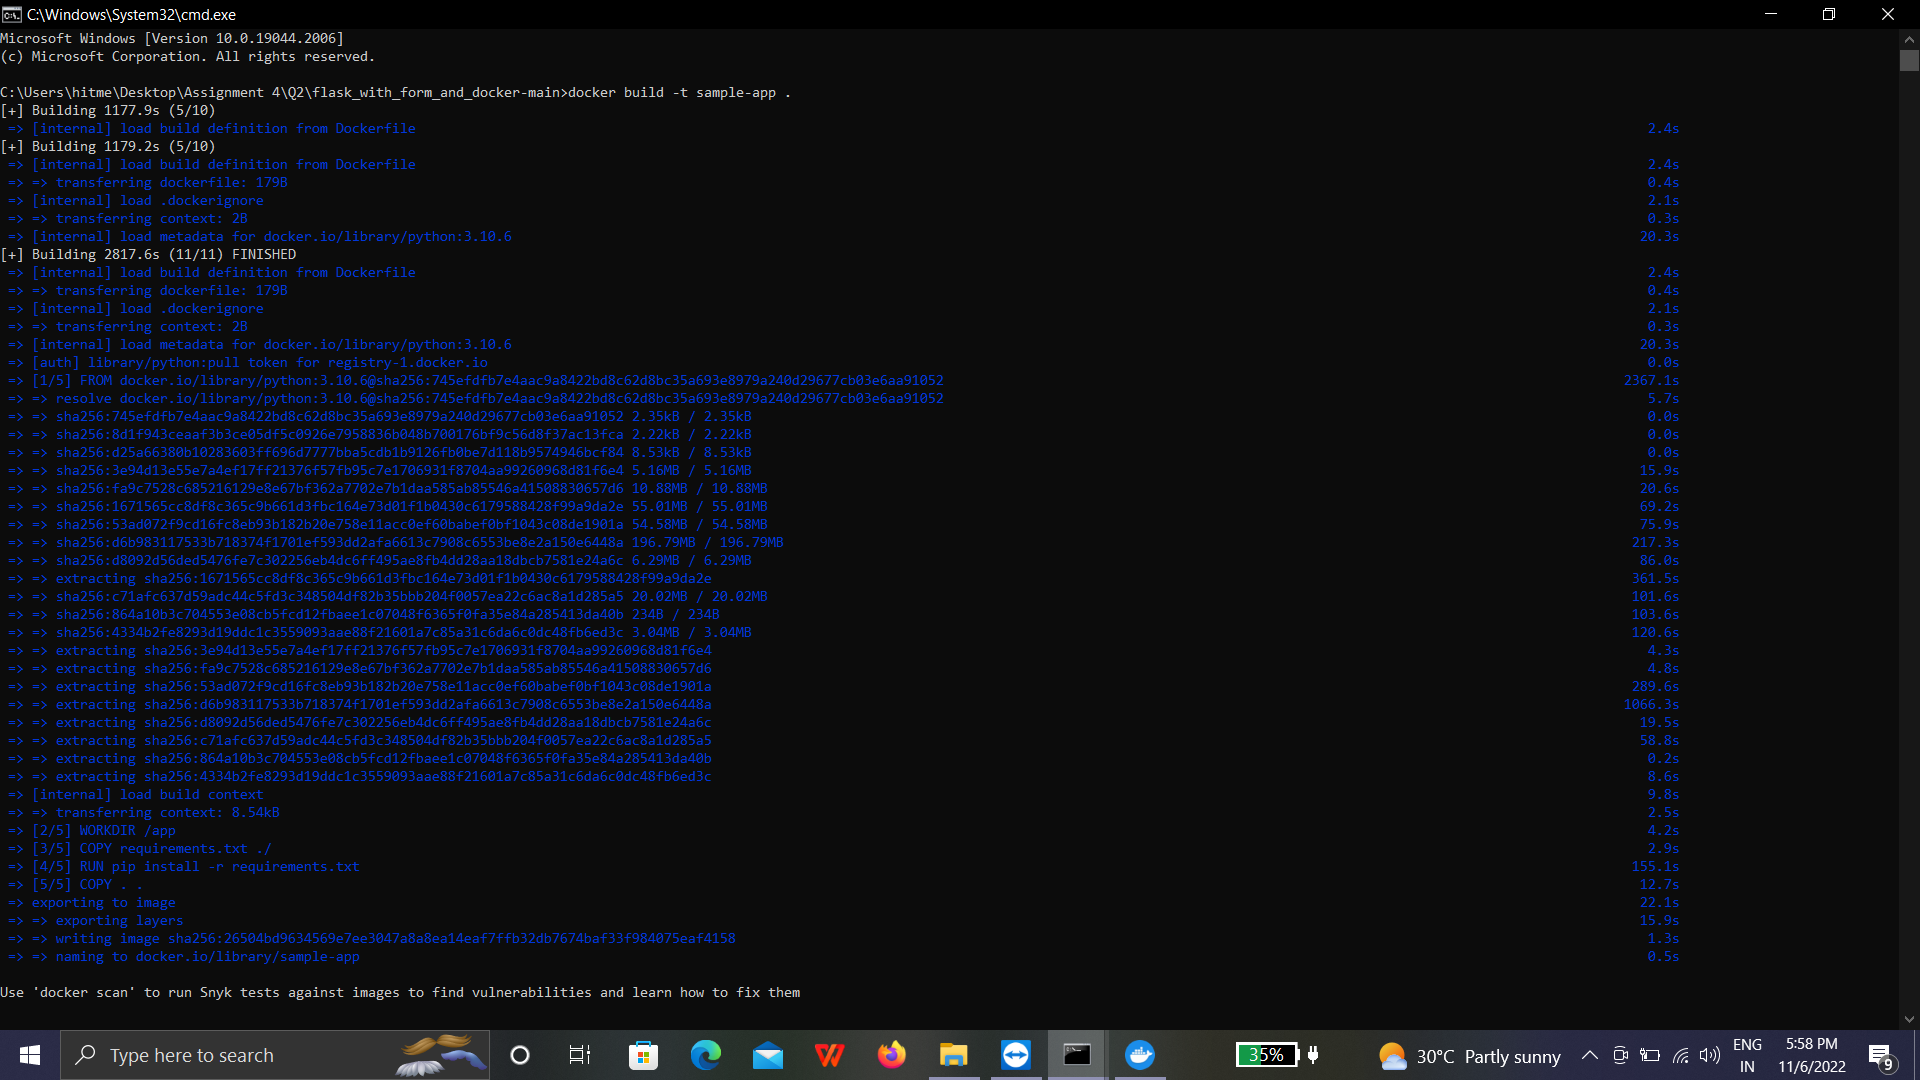 C:\Windows\System32\cmd.exe
Microsoft Windows [Version 10.0.19044.2006]
(c) Microsoft Corporation. All rights reserved.
C:\Users\hitme\Desktop\Assignment 4\Q2\flask_with_form_and_docker-main>docker build -t sample-app .
[+] Building 1177.9s (5/10)
=> [internal] load build definition from Dockerfile 2.4s
[+] Building 1179.2s (5/10)
=> [internal] load build definition from Dockerfile 2.4s
=> => transferring dockerfile: 179B 0.4s
=> [internal] load .dockerignore 2.1s
=> => transferring context: 2B 0.3s
=> [internal] load metadata for docker.io/library/python:3.10.6 20.3s
[+] Building 2817.6s (11/11) FINISHED
=> [internal] load build definition from Dockerfile 2.4s
=> => transferring dockerfile: 179B 0.4s
=> [internal] load .dockerignore 2.1s
=> => transferring context: 2B 0.3s
=> [internal] load metadata for docker.io/library/python:3.10.6 20.3s
=> [auth] library/python:pull token for registry-1.docker.io 0.0s
=> [1/5] FROM docker.io/library/python:3.10.6@sha256:745efdfb7e4aac9a8422bd8c62d8bc35a693e8979a240d29677cb03e6aa91052 2367.1s
=> => resolve docker.io/library/python:3.10.6@sha256:745efdfb7e4aac9a8422bd8c62d8bc35a693e8979a240d29677cb03e6aa91052 5.7s
=> => sha256:745efdfb7e4aac9a8422bd8c62d8bc35a693e8979a240d29677cb03e6aa91052 2.35kB / 2.35kB 0.0s
=> => sha256:8d1f943ceaaf3b3ce05df5c0926e7958836b048b700176bf9c56d8f37ac13fca 2.22kB / 2.22kB 0.0s
=> => sha256:d25a66380b10283603ff696d7777bba5cdb1b9126fb0be7d118b9574946bcf84 8.53kB / 8.53kB 0.0s
=> => sha256:3e94d13e55e7a4ef17ff21376f57fb95c7e1706931f8704aa99260968d81f6e4 5.16MB / 5.16MB 15.9s
=> => sha256:fa9c7528c685216129e8e67bf362a7702e7b1daa585ab85546a41508830657d6 10.88MB / 10.88MB 20.6s
=> => sha256:1671565cc8df8c365c9b661d3fbc164e73d01f1b0430c6179588428f99a9da2e 55.01MB / 55.01MB 69.2s
=> => sha256:53ad072f9cd16fc8eb93b182b20e758e11acc0ef60babef0bf1043c08de1901a 54.58MB / 54.58MB 75.9s
=> => sha256:d6b983117533b718374f1701ef593dd2afa6613c7908c6553be8e2a150e6448a 196.79MB / 196.79MB 217.3s
=> => sha256:d8092d56ded5476fe7c302256eb4dc6ff495ae8fb4dd28aa18dbcb7581e24a6c 6.29MB / 6.29MB 86.0s
=> => extracting sha256:1671565cc8df8c365c9b661d3fbc164e73d01f1b0430c6179588428f99a9da2e 361.5s
=> => sha256:c71afc637d59adc44c5fd3c348504df82b35bbb204f0057ea22c6ac8a1d285a5 20.02MB / 20.02MB 101.6s
=> => sha256:864a10b3c704553e08cb5fcd12fbaee1c07048f6365f0fa35e84a285413da40b 234B / 234B 103.6s
=> => sha256:4334b2fe8293d19ddc1c3559093aae88f21601a7c85a31c6da6c0dc48fb6ed3c 3.04MB / 3.04MB 120.6s
=> => extracting sha256:3e94d13e55e7a4ef17ff21376f57fb95c7e1706931f8704aa99260968d81f6e4 4.3s
=> => extracting sha256:fa9c7528c685216129e8e67bf362a7702e7b1daa585ab85546a41508830657d6 4.8s
=> => extracting sha256:53ad072f9cd16fc8eb93b182b20e758e11acc0ef60babef0bf1043c08de1901a 289.6s
=> => extracting sha256:d6b983117533b718374f1701ef593dd2afa6613c7908c6553be8e2a150e6448a 1066.3s
=> => extracting sha256:d8092d56ded5476fe7c302256eb4dc6ff495ae8fb4dd28aa18dbcb7581e24a6c 19.5s
=> => extracting sha256:c71afc637d59adc44c5fd3c348504df82b35bbb204f0057ea22c6ac8a1d285a5 58.8s
=> => extracting sha256:864a10b3c704553e08cb5fcd12fbaee1c07048f6365f0fa35e84a285413da40b 0.2s
=> => extracting sha256:4334b2fe8293d19ddc1c3559093aae88f21601a7c85a31c6da6c0dc48fb6ed3c 8.6s
=> [internal] load build context 9.8s
=> => transferring context: 8.54kB 2.5s
=> [2/5] WORKDIR /app 4.2s
=> [3/5] COPY requirements.txt ./ 2.9s
=> [4/5] RUN pip install -r requirements.txt 155.1s
=> [5/5] COPY . . 12.7s
=> exporting to image 22.1s
=> => exporting layers 15.9s
=> => writing image sha256:26504bd9634569e7ee3047a8a8ea14eaf7ffb32db7674baf33f984075eaf4158 1.3s
=> => naming to docker.io/library/sample-app 0.5s
Use 'docker scan' to run Snyk tests against images to find vulnerabilities and learn how to fix them
Type here to search
35%
30°C Partly sunny
ENG
IN
5:58 PM
11/6/2022
9